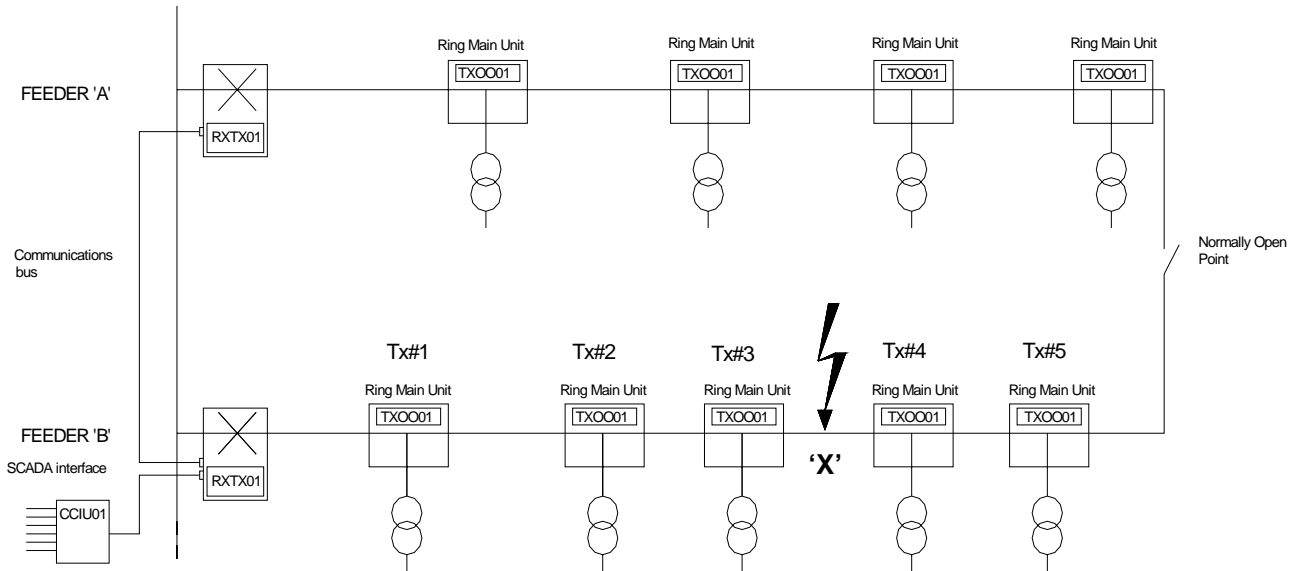 Ring Main Unit
Ring Main Unit
Ring Main Unit
Ring Main Unit
TXOO01
TXOO01
TXOO01
TXOO01
FEEDER 'A'
RXTX01
Communications
bus
Normally Open
Point
Tx#1
Tx#2
Tx#3
Tx#4
Tx#5
Ring Main Unit
Ring Main Unit
Ring Main Unit
Ring Main Unit
Ring Main Unit
TXOO01
TXOO01
TXOO01
TXOO01
TXOO01
FEEDER 'B'
'X'
SCADA interface
RXTX01
CCIU01